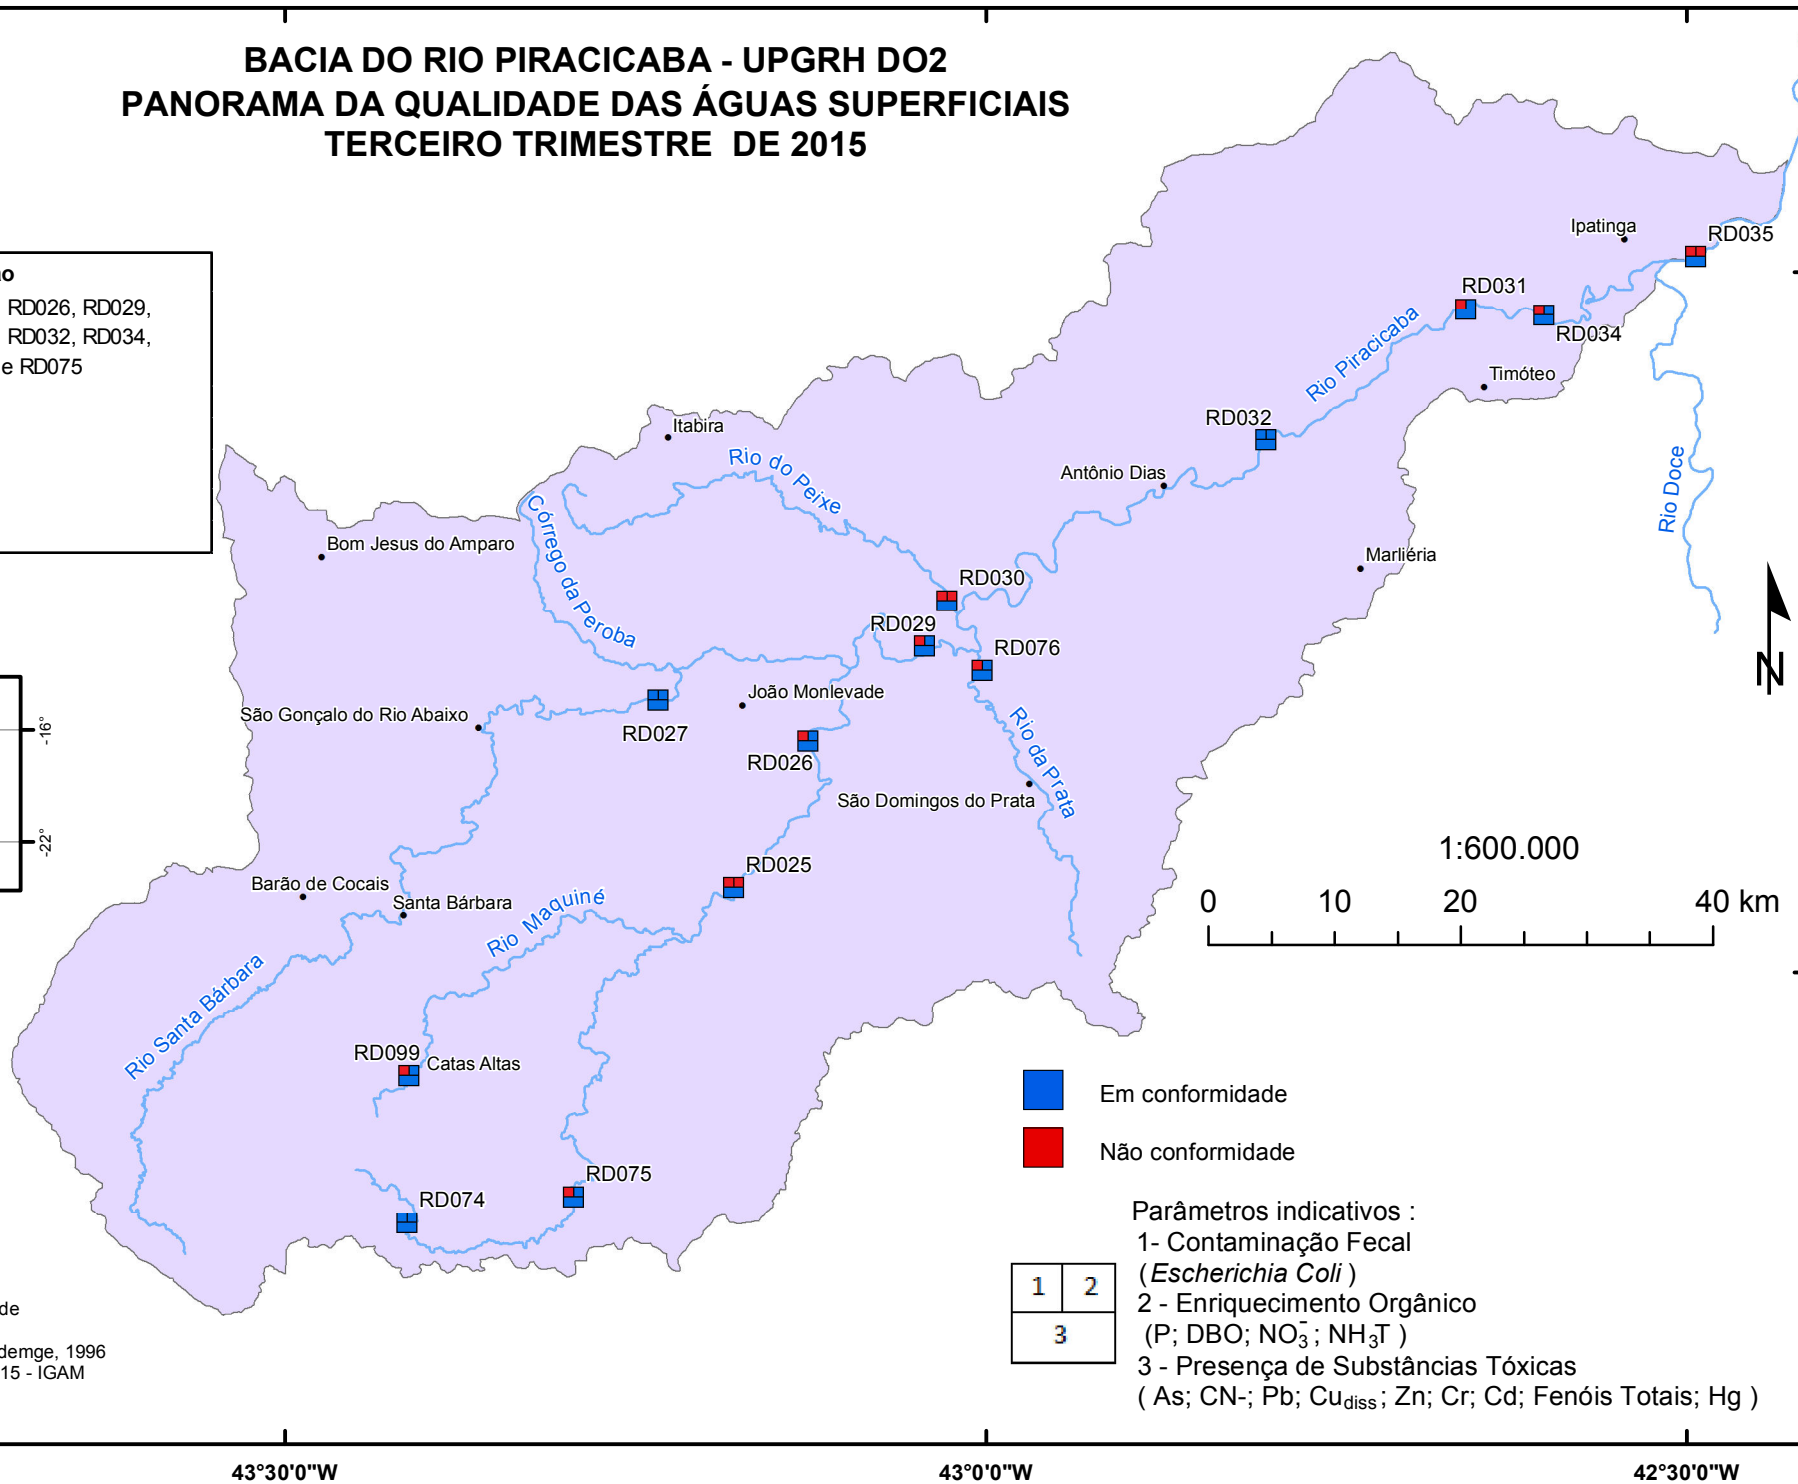 BACIA DO RIO PIRACICABA - UPGRH DO2
PANORAMA DA QUALIDADE DAS ÁGUAS SUPERFICIAIS
TERCEIRO TRIMESTRE DE 2015
RD026, RD029,
RD032, RD034,
e RD075
Ipatinga
RD035
RD031
RD034
Rio Piracicaba
Timóteo
RD032
Itabira
Rio do Peixe
Antônio Dias
Rio Doce
Córrego da Peroba
Bom Jesus do Amparo
Marliéria
RD030
RD029
RD076
N
João Monlevade
São Gonçalo do Rio Abaixo
RD027
-16°
RD026
Rio da Prata
São Domingos do Prata
-22°
1:600.000
RD025
Barão de Cocais
Santa Bárbara
Rio Maquiné
0 10 20 40 km
Rio Santa Bárbara
RD099
Catas Altas
Em conformidade
Não conformidade
RD075
RD074
Parâmetros indicativos :
1- Contaminação Fecal
(Escherichia Coli )
2 - Enriquecimento Orgânico
(P; DBO; NO₃⁻; NH₃T )
3 - Presença de Substâncias Tóxicas
( As; CN-; Pb; Cudiss; Zn; Cr; Cd; Fenóis Totais; Hg )
1 2
3
de
demge, 1996
15 - IGAM
43°30'0"W 43°0'0"W 42°30'0"W